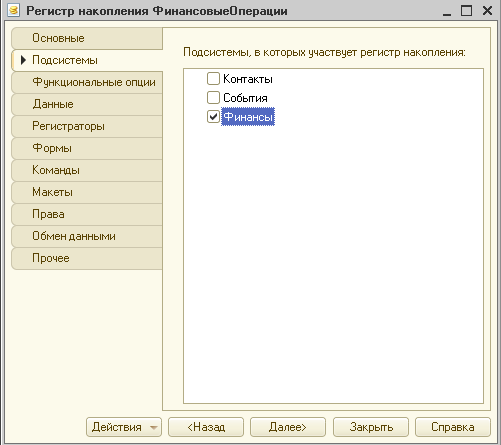 Регистр накопления ФинансовыеОперации
Основные
Подсистемы
Функциональные опции
Данные
Регистраторы
Формы
Команды
Макеты
Права
Обмен данными
Прочее
Подсистемы, в которых участвует регистр накопления:
Контакты
События
Финансы
Действия
<Назад
Далее>
Закрыть
Справка